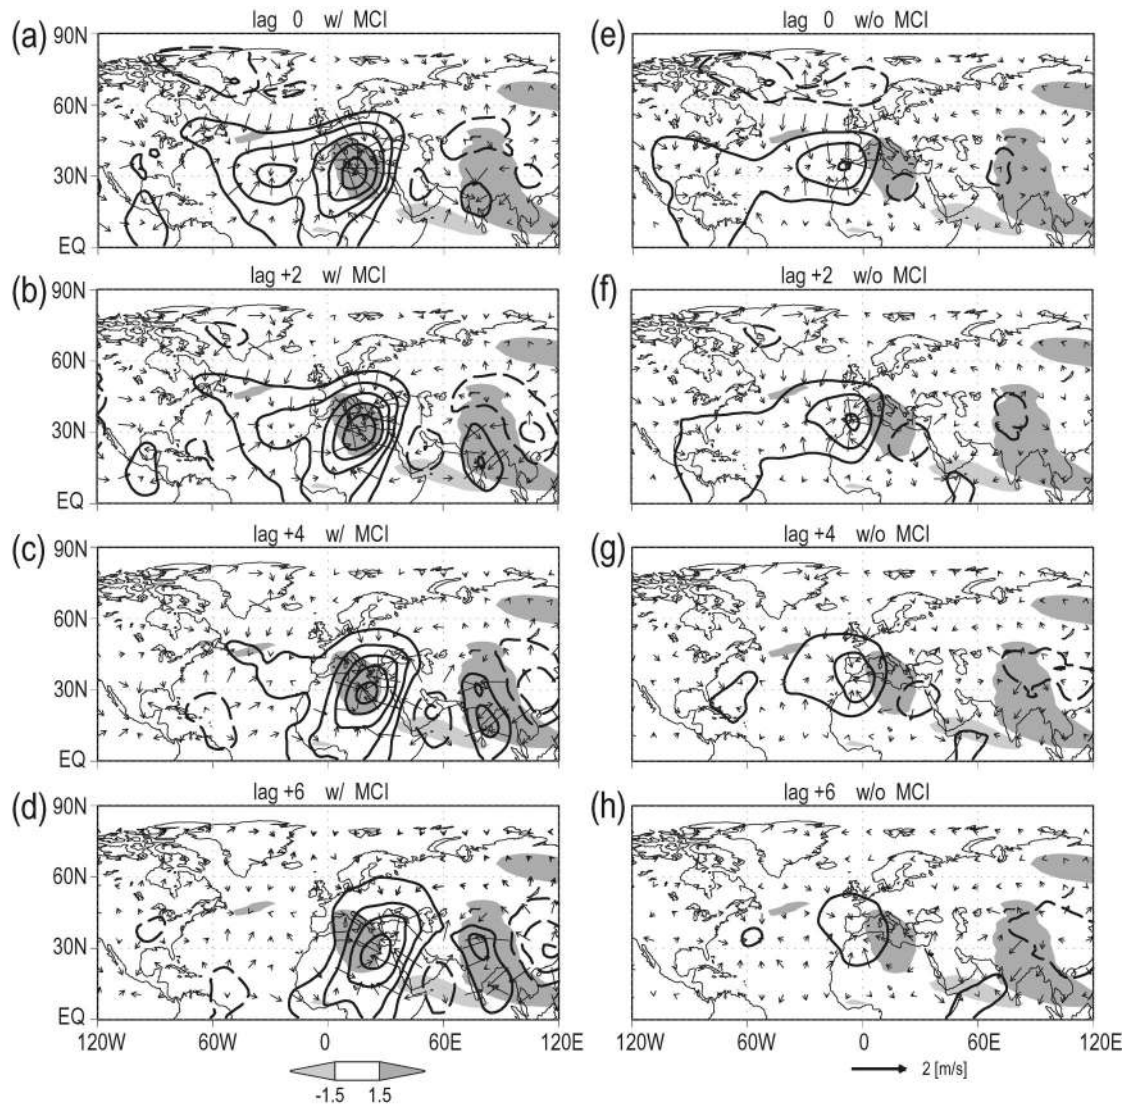 lag 0 w/ MCI
(a)
90N
60N
30N
EQ
lag 0 w/o MCI
(e)
lag +2 w/ MCI
(b)
90N
60N
30N
EQ
lag +2 w/o MCI
(f)
lag +4 w/ MCI
(c)
90N
60N
30N
EQ
lag +4 w/o MCI
(g)
lag +6 w/ MCI
(d)
90N
60N
30N
EQ
120W 60W 0 60E 120E
lag +6 w/o MCI
(h)
120W 60W 0 60E 120E
-1.5 1.5
2 [m/s]